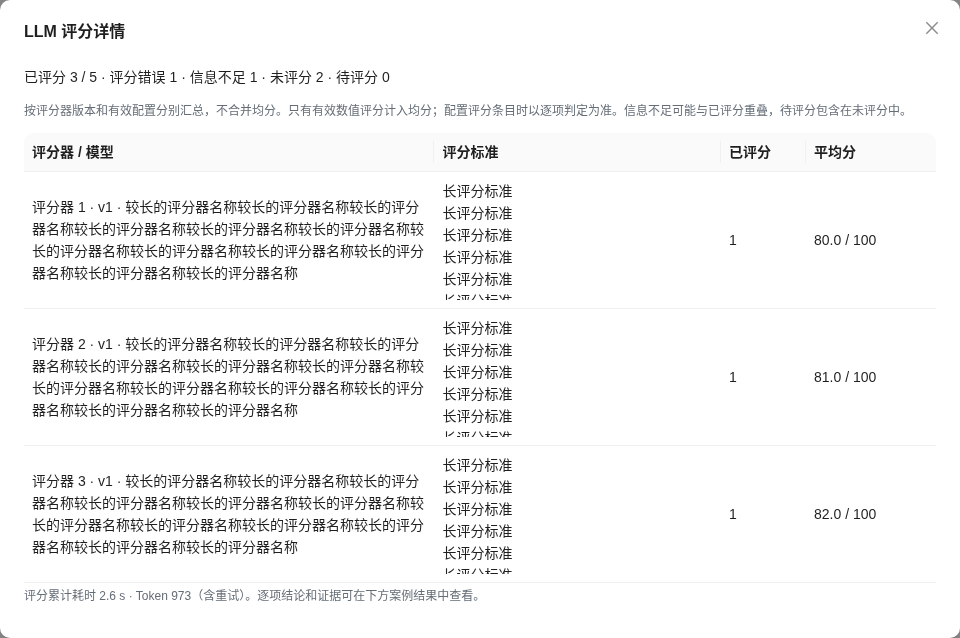 LLM 评分详情
已评分 3 / 5 · 评分错误 1 · 信息不足 1 · 未评分 2 · 待评分 0
按评分器版本和有效配置分别汇总，不合并均分。只有有效数值评分计入均分；配置评分条目时以逐项判定为准。信息不足可能与已评分重叠，待评分包含在未评分中。
评分器 / 模型 评分标准 已评分 平均分
评分器 1 · v1 · 较长的评分器名称较长的评分器名称较长的评分
器名称较长的评分器名称较长的评分器名称较长的评分器名称较
长的评分器名称较长的评分器名称较长的评分器名称较长的评分
器名称较长的评分器名称较长的评分器名称
长评分标准
长评分标准
长评分标准
长评分标准
长评分标准
长评分标准
1
80.0 / 100
评分器 2 · v1 · 较长的评分器名称较长的评分器名称较长的评分
器名称较长的评分器名称较长的评分器名称较长的评分器名称较
长的评分器名称较长的评分器名称较长的评分器名称较长的评分
器名称较长的评分器名称较长的评分器名称
长评分标准
长评分标准
长评分标准
长评分标准
长评分标准
长评分标准
1
81.0 / 100
评分器 3 · v1 · 较长的评分器名称较长的评分器名称较长的评分
器名称较长的评分器名称较长的评分器名称较长的评分器名称较
长的评分器名称较长的评分器名称较长的评分器名称较长的评分
器名称较长的评分器名称较长的评分器名称
长评分标准
长评分标准
长评分标准
长评分标准
长评分标准
长评分标准
1
82.0 / 100
评分累计耗时 2.6 s · Token 973（含重试）。逐项结论和证据可在下方案例结果中查看。